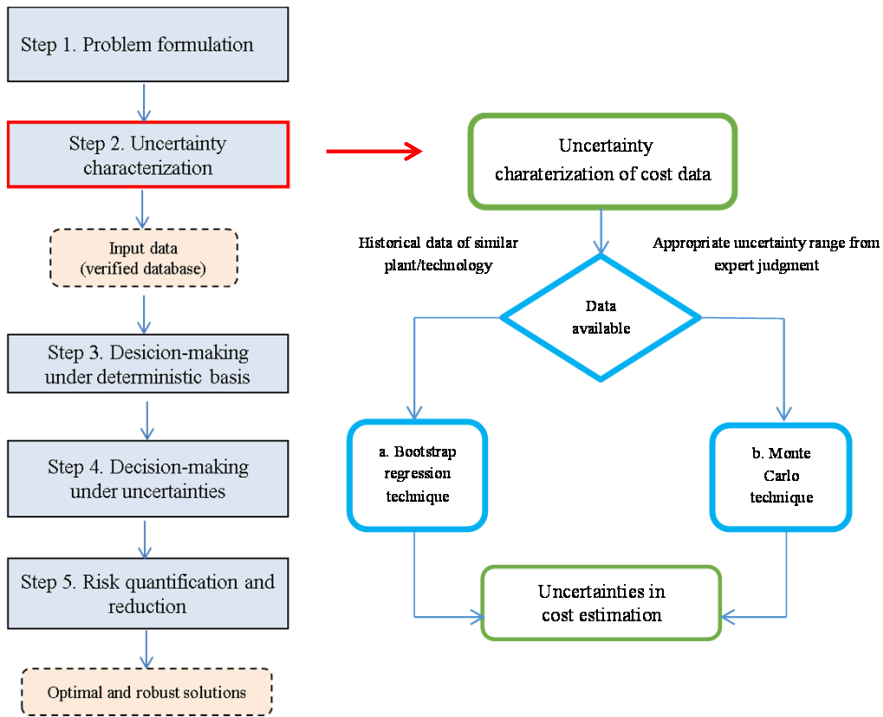 Step 1. Problem formulation
Step 2. Uncertainty
characterization
Input data
(verified database)
Step 3. Desicion-making
under deterministic basis
Step 4. Decision-making
under uncertainties
Step 5. Risk quantification and
reduction
Optimal and robust solutions
Uncertainty
charaterization of cost data
Historical data of similar
plant/technology
Appropriate uncertainty range from
expert judgment
Data
available
a. Bootstrap
regression
technique
b. Monte
Carlo
technique
Uncertainties in
cost estimation